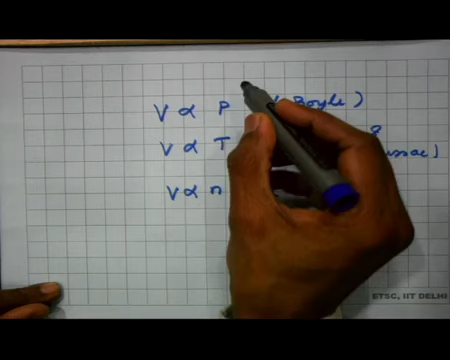 V ∝ P (Boyle)
V ∝ T &
V ∝ n
ETSC, IIT DELHI